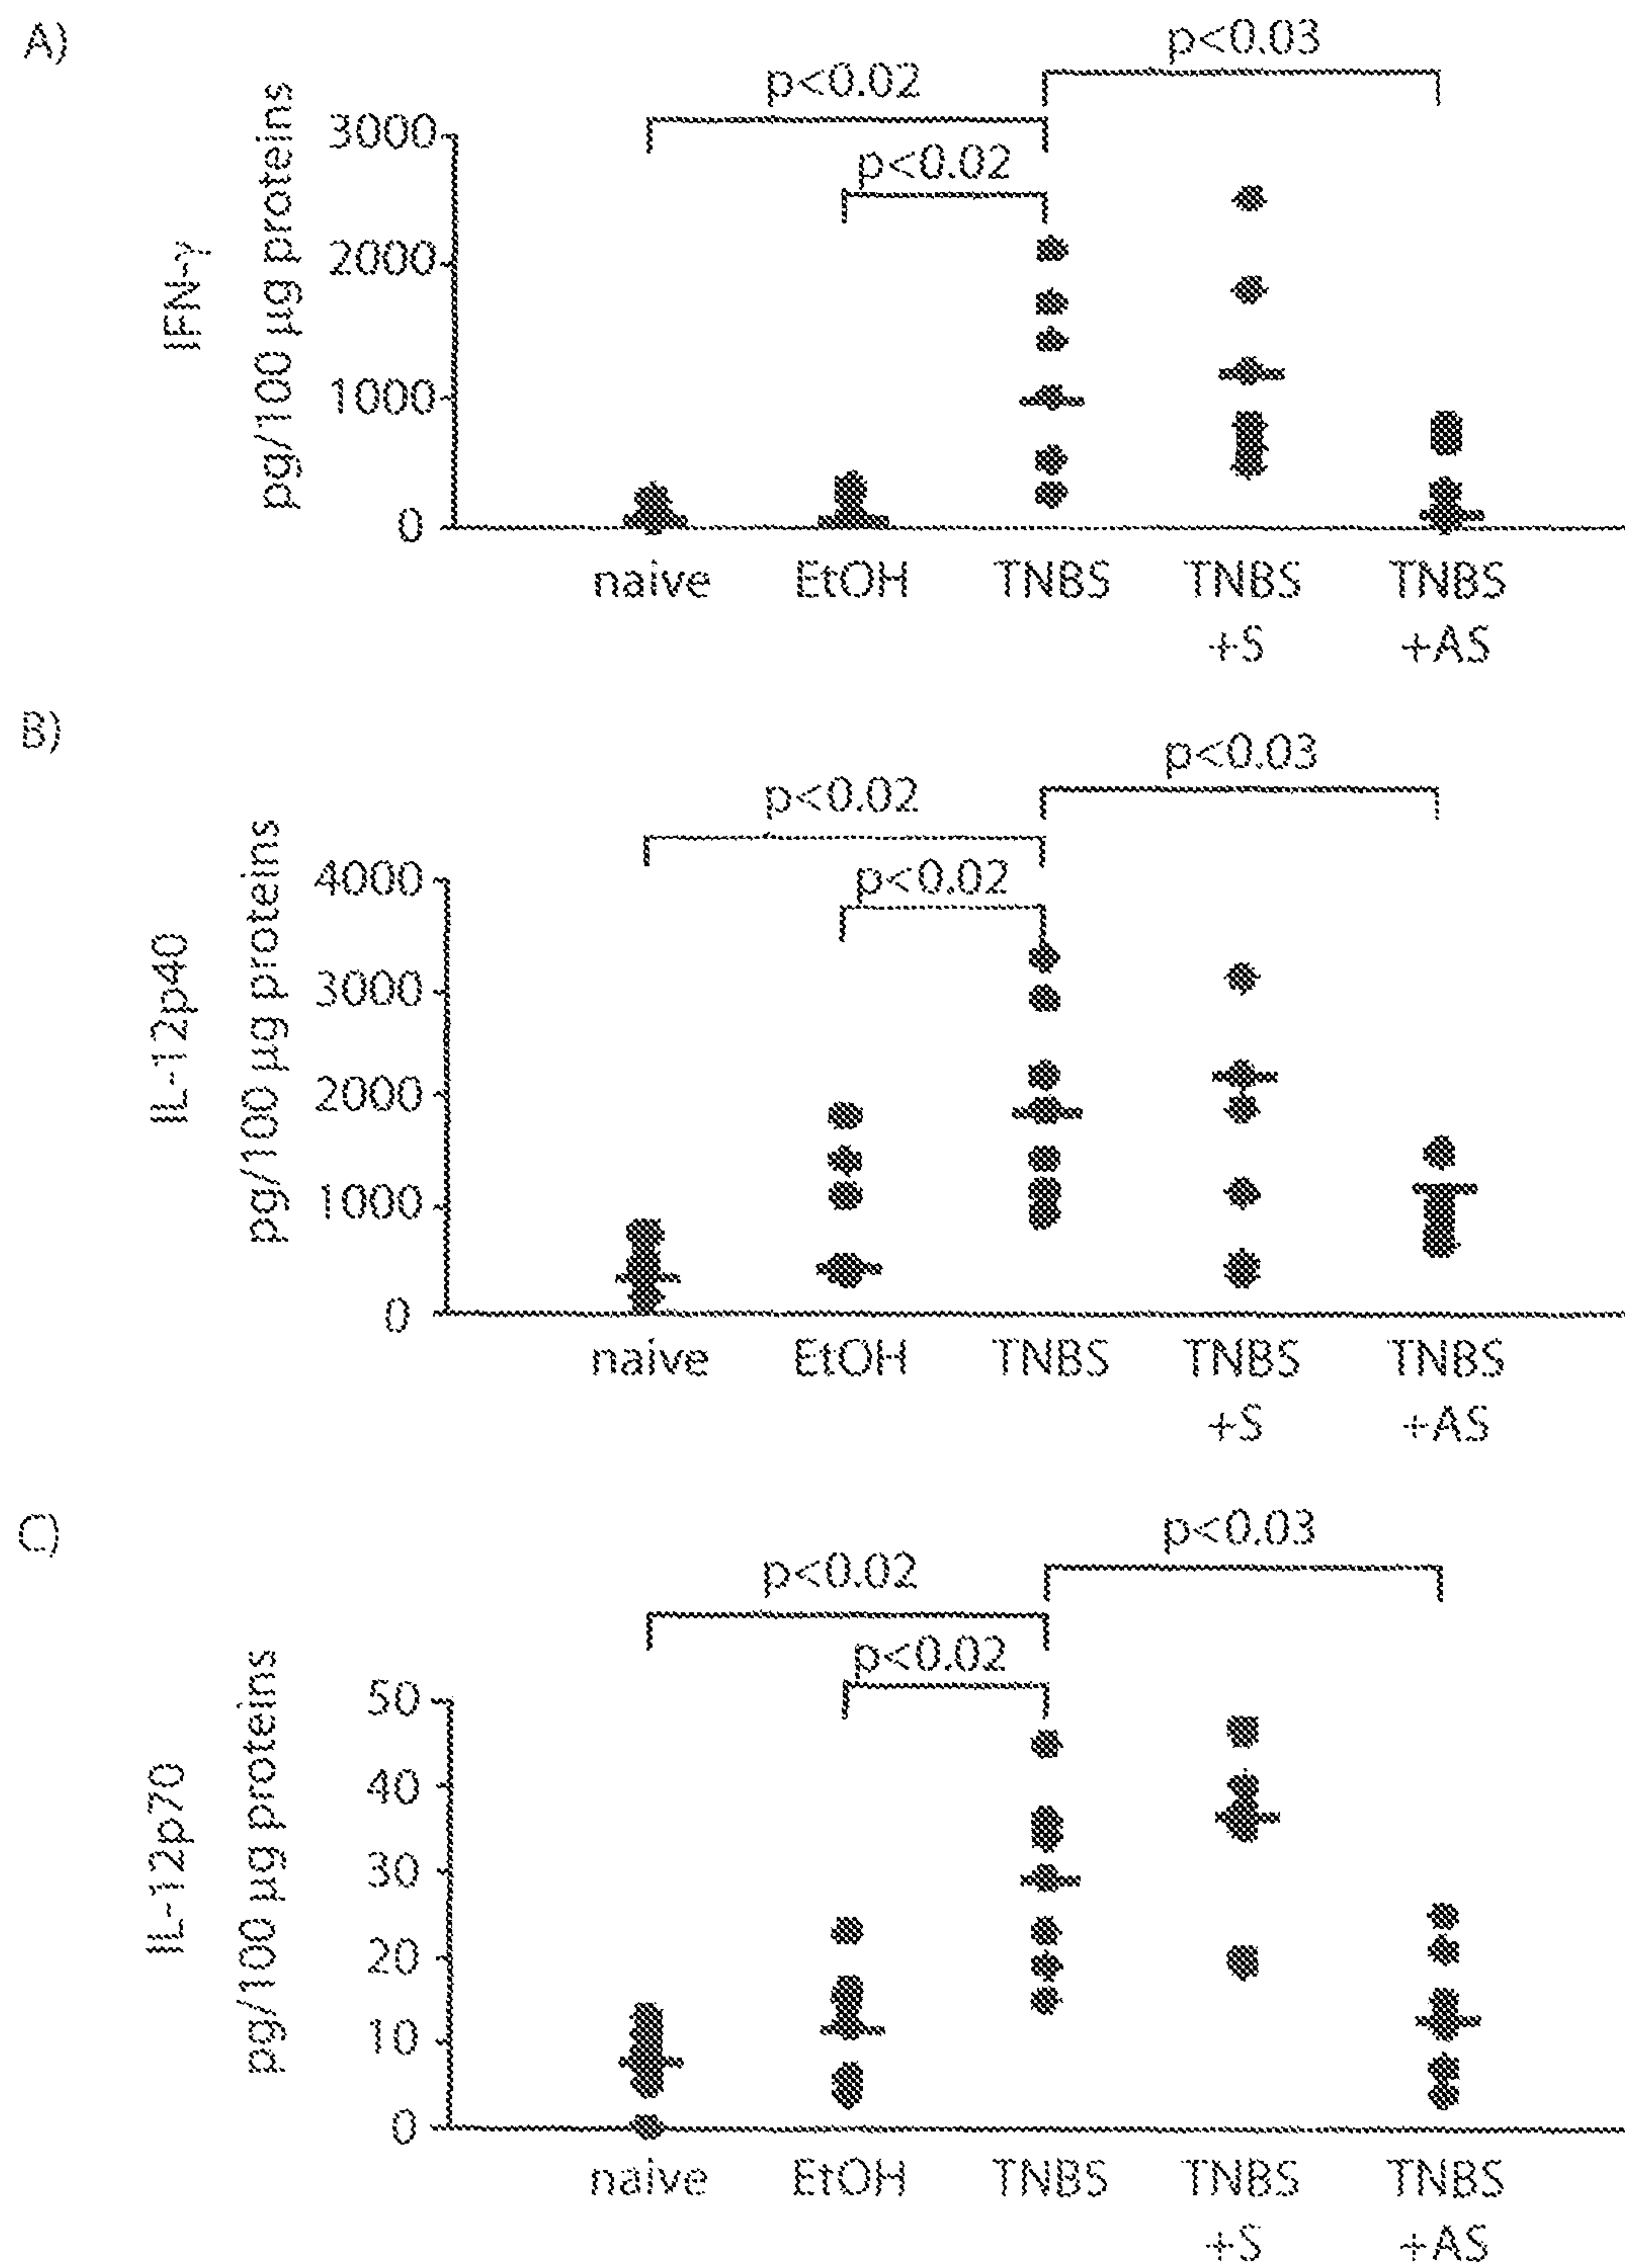 A)
p<0.03
p<0.02
p<0.02
IFN-γ
pg/100 µg proteins
3000
2000
1000
0
naive EtOH TNBS TNBS +S TNBS +AS
B)
p<0.03
p<0.02
p<0.02
IL-12p40
pg/100 µg proteins
4000
3000
2000
1000
0
naive EtOH TNBS TNBS +S TNBS +AS
C)
p<0.03
p<0.02
p<0.02
IL-12p70
pg/100 µg proteins
50
40
30
20
10
0
naive EtOH TNBS TNBS +S TNBS +AS